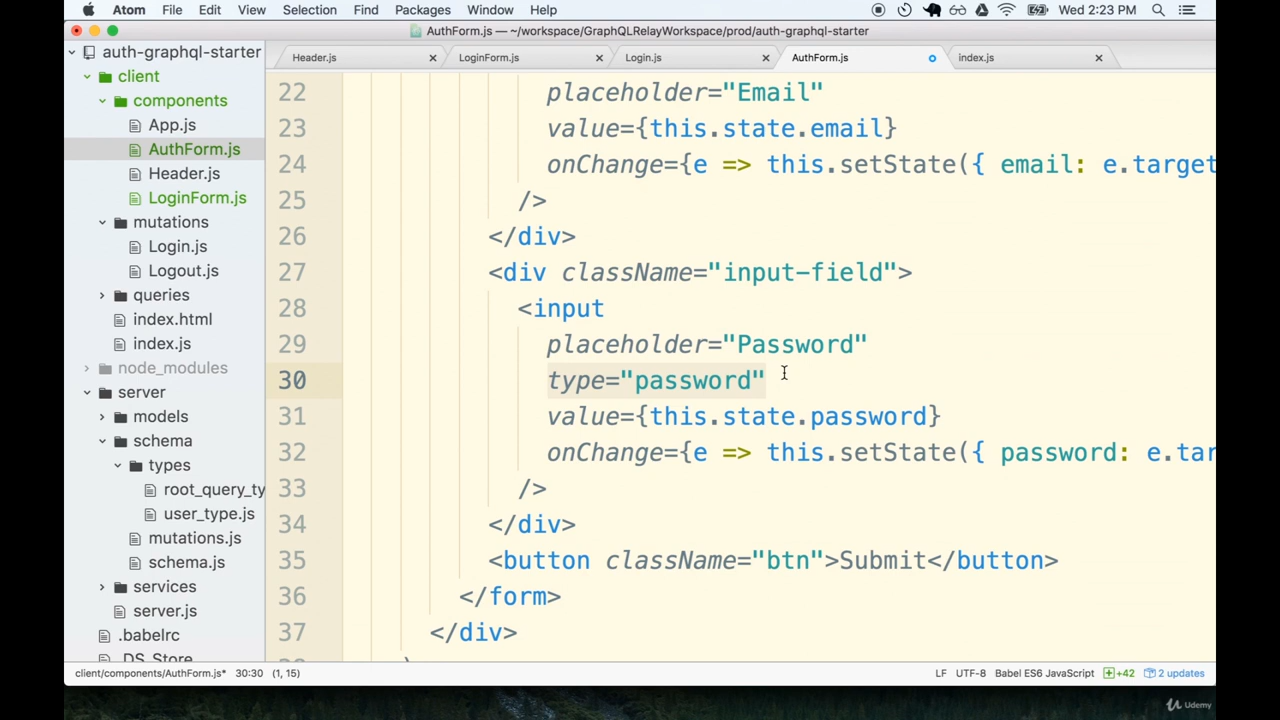 Atom File Edit View Selection Find Packages Window Help Wed 2:23 PM
AuthForm.js — ~/workspace/GraphQLRelayWorkspace/prod/auth-graphql-starter
auth-graphql-starter
client
components
App.js
AuthForm.js
Header.js
LoginForm.js
mutations
Login.js
Logout.js
queries
index.html
index.js
node_modules
server
models
schema
types
root_query_ty
user_type.js
mutations.js
schema.js
services
server.js
.babelrc
.DS_Store
Header.js LoginForm.js Login.js AuthForm.js index.js
22 placeholder="Email"
23 value={this.state.email}
24 onChange={e => this.setState({ email: e.target
25 />
26 </div>
27 <div className="input-field">
28 <input
29 placeholder="Password"
30 type="password"
31 value={this.state.password}
32 onChange={e => this.setState({ password: e.tar
33 />
34 </div>
35 <button className="btn">Submit</button>
36 </form>
37 </div>
client/components/AuthForm.js* 30:30 (1, 15) LF UTF-8 Babel ES6 JavaScript +42 2 updates
Udemy